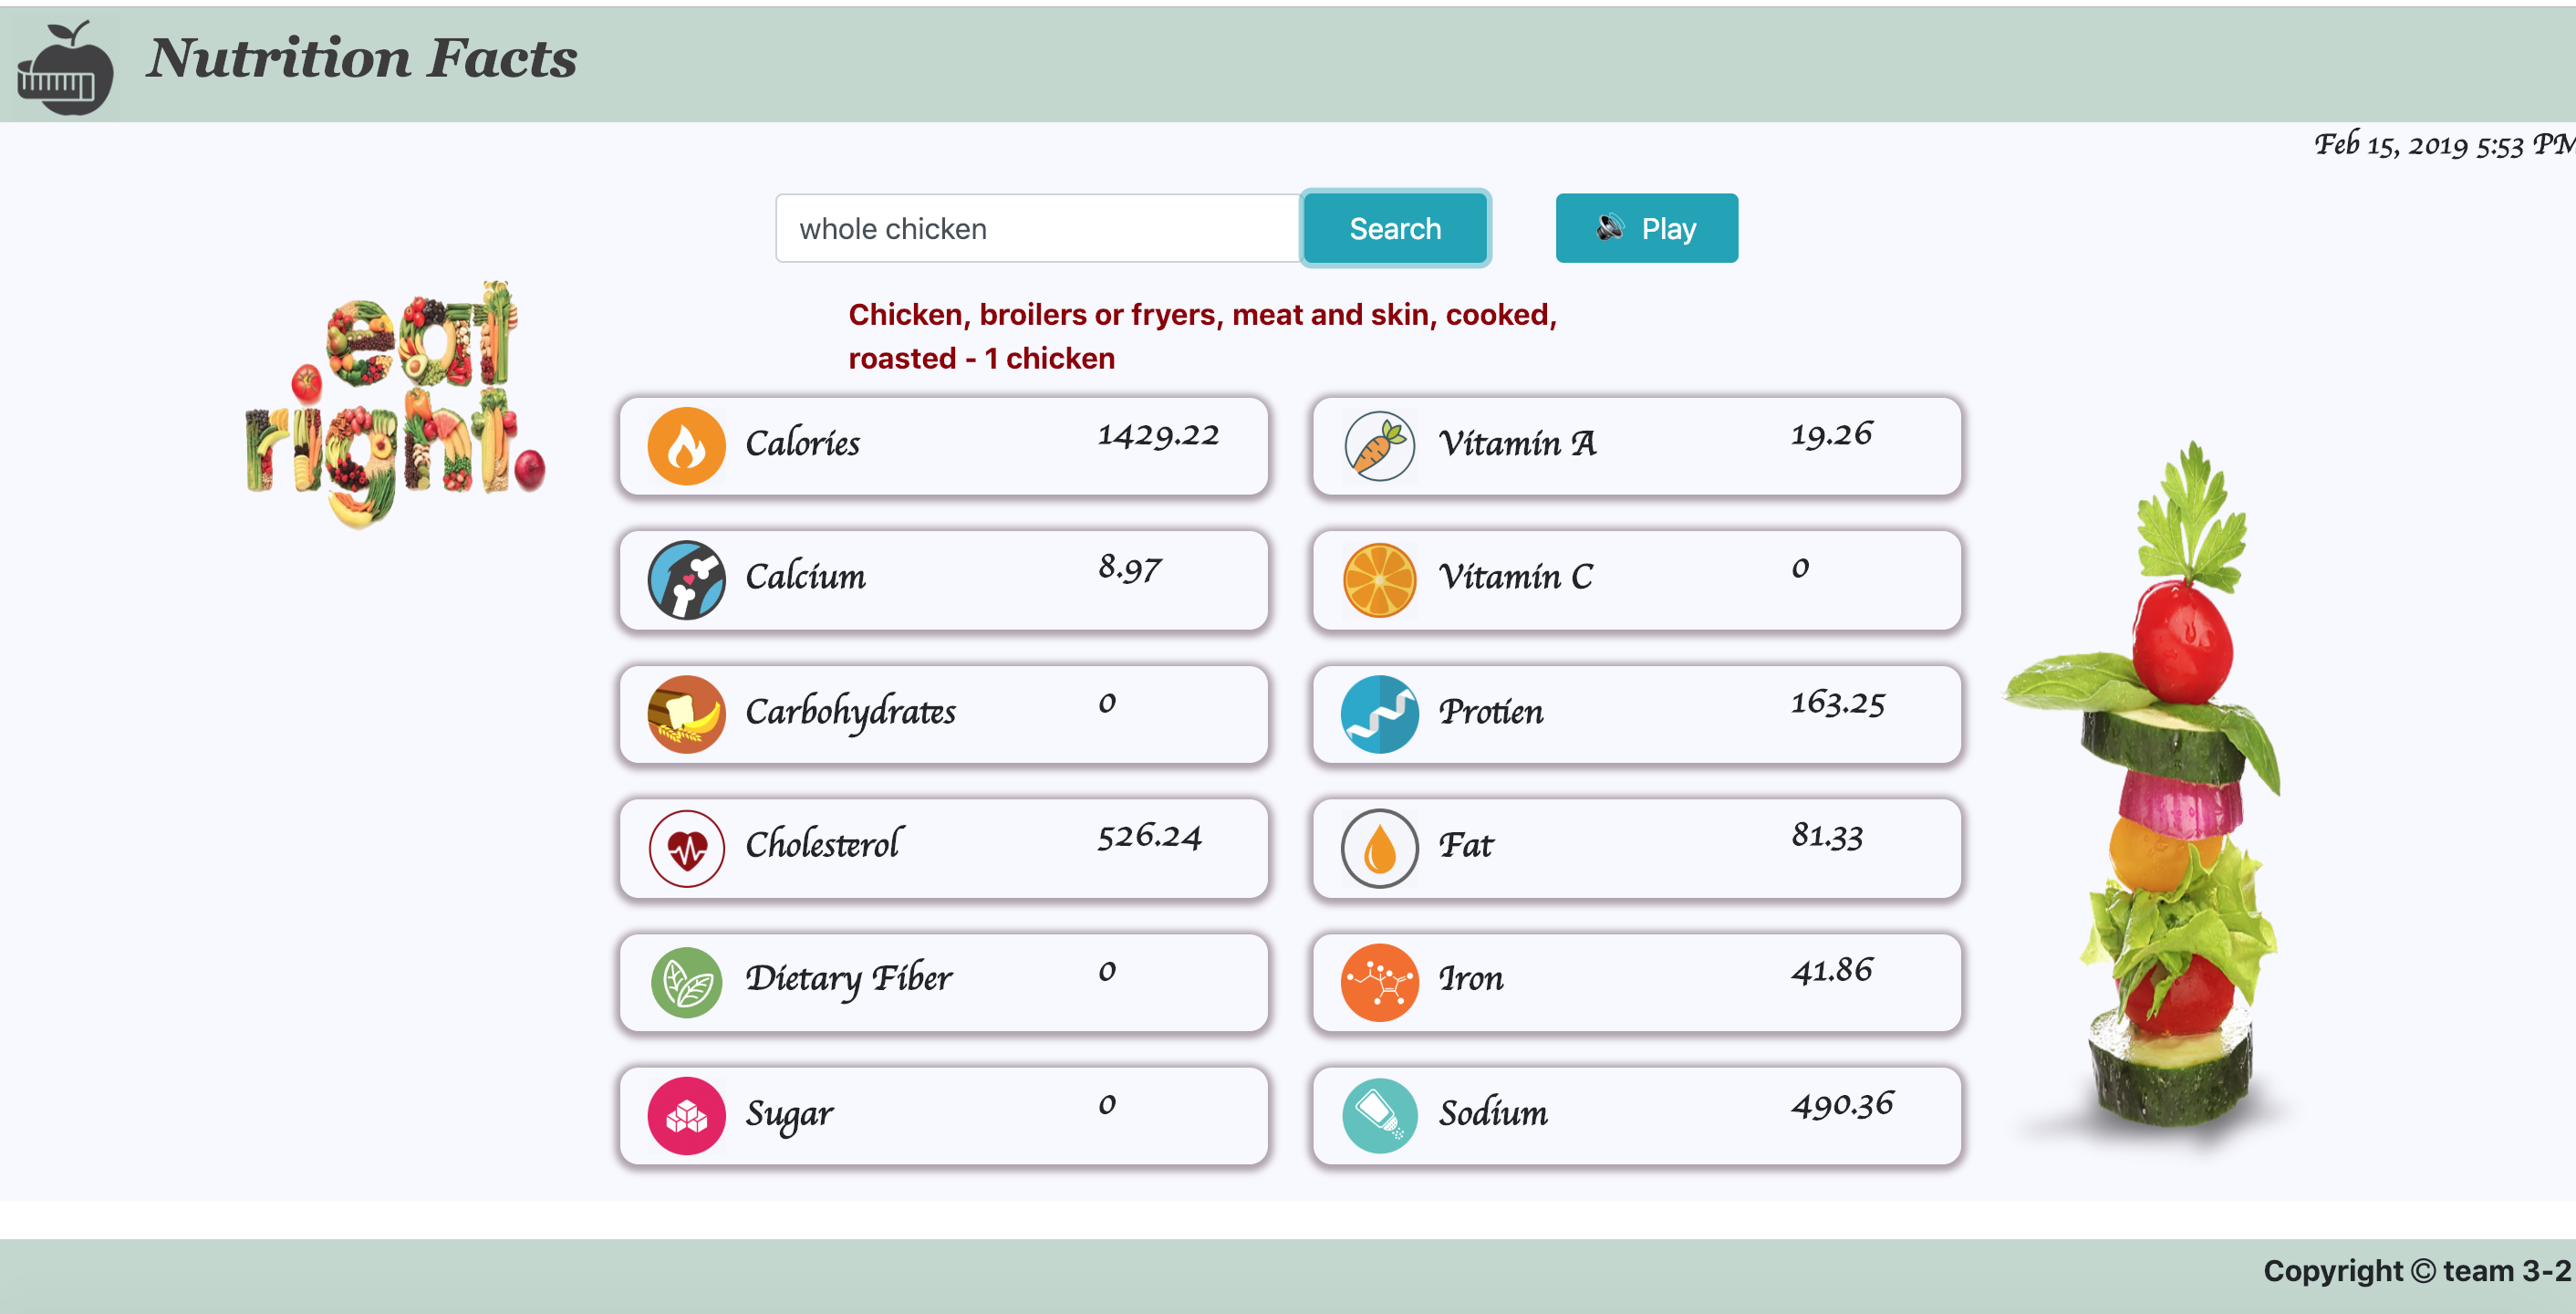 Nutrition Facts
Feb 15, 2019 5:53 PM
whole chicken Search Play
eat
right.
Chicken, broilers or fryers, meat and skin, cooked,
roasted - 1 chicken
Calories 1429.22 Vitamin A 19.26
Calcium 8.97 Vitamin C 0
Carbohydrates 0 Protien 163.25
Cholesterol 526.24 Fat 81.33
Dietary Fiber 0 Iron 41.86
Sugar 0 Sodium 490.36
Copyright © team 3-2